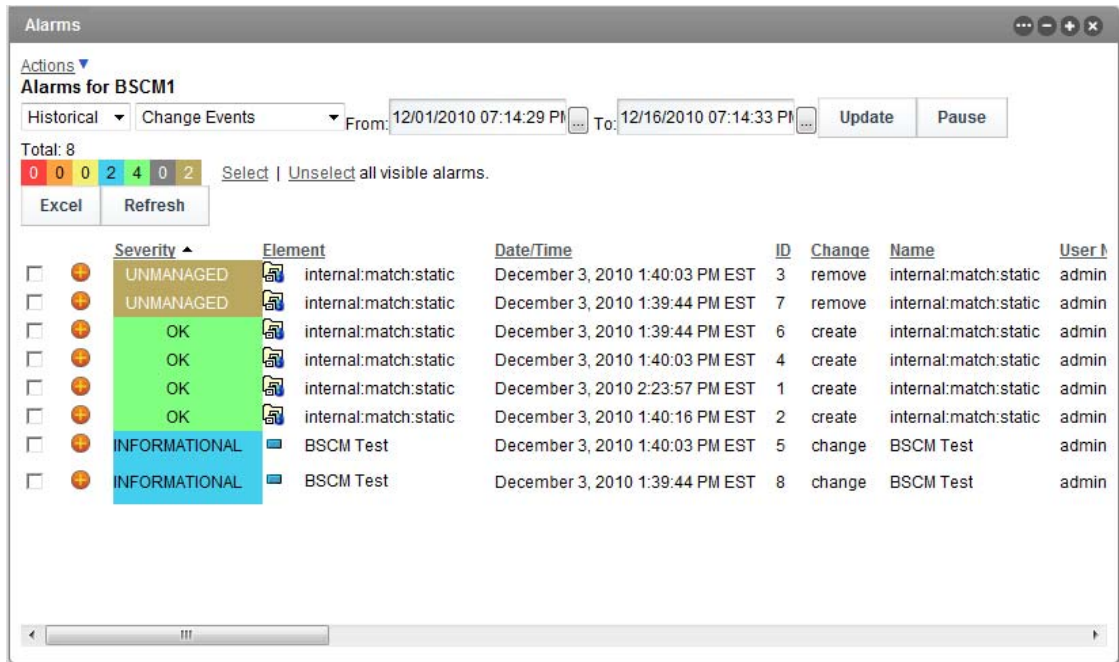 Alarms
Actions
Alarms for BSCM1
Historical Change Events From: 12/01/2010 07:14:29 PM ... To: 12/16/2010 07:14:33 PM ... Update Pause
Total: 8
0 0 0 2 4 0 2 Select | Unselect all visible alarms.
Excel Refresh
Severity Element Date/Time ID Change Name User N
UNMANAGED internal:match:static December 3, 2010 1:40:03 PM EST 3 remove internal:match:static admin
UNMANAGED internal:match:static December 3, 2010 1:39:44 PM EST 7 remove internal:match:static admin
OK internal:match:static December 3, 2010 1:39:44 PM EST 6 create internal:match:static admin
OK internal:match:static December 3, 2010 1:40:03 PM EST 4 create internal:match:static admin
OK internal:match:static December 3, 2010 2:23:57 PM EST 1 create internal:match:static admin
OK internal:match:static December 3, 2010 1:40:16 PM EST 2 create internal:match:static admin
INFORMATIONAL BSCM Test December 3, 2010 1:40:03 PM EST 5 change BSCM Test admin
INFORMATIONAL BSCM Test December 3, 2010 1:39:44 PM EST 8 change BSCM Test admin